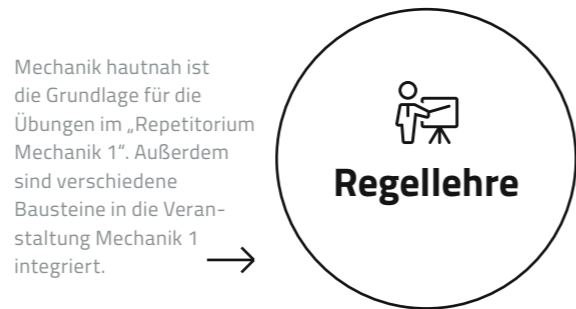 Mechanik hautnah ist
die Grundlage für die
Übungen im „Repetitorium
Mechanik 1“. Außerdem
sind verschiedene
Bausteine in die Veran-
staltung Mechanik 1
integriert.
Regellehre